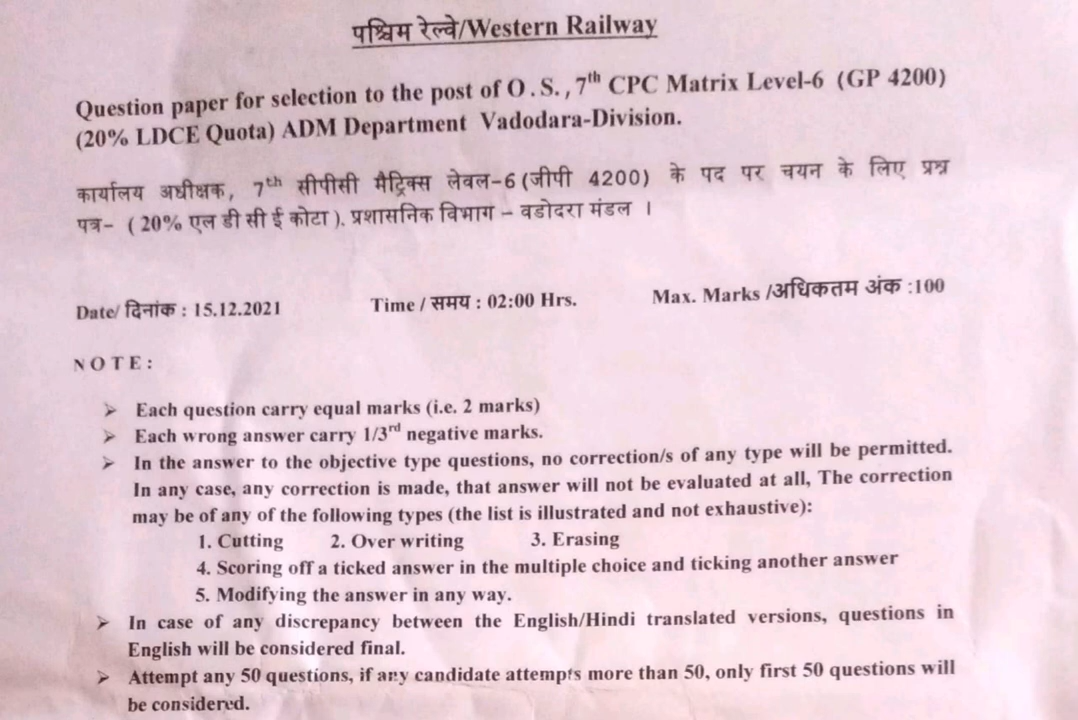 पश्चिम रेल्वे/Western Railway
Question paper for selection to the post of O . S. , 7th CPC Matrix Level-6 (GP 4200)
(20% LDCE Quota) ADM Department Vadodara-Division.
कार्यालय अधीक्षक, 7th सीपीसी मैट्रिक्स लेवल-6 (जीपी 4200) के पद पर चयन के लिए प्रश्न
पत्र- ( 20% एल डी सी ई कोटा ). प्रशासनिक विभाग – वडोदरा मंडल ।
Date/ दिनांक : 15.12.2021 Time / समय : 02:00 Hrs. Max. Marks /अधिकतम अंक :100
NOTE:
➢ Each question carry equal marks (i.e. 2 marks)
➢ Each wrong answer carry 1/3rd negative marks.
➢ In the answer to the objective type questions, no correction/s of any type will be permitted.
In any case, any correction is made, that answer will not be evaluated at all, The correction
may be of any of the following types (the list is illustrated and not exhaustive):
1. Cutting 2. Over writing 3. Erasing
4. Scoring off a ticked answer in the multiple choice and ticking another answer
5. Modifying the answer in any way.
➢ In case of any discrepancy between the English/Hindi translated versions, questions in
English will be considered final.
➢ Attempt any 50 questions, if any candidate attempts more than 50, only first 50 questions will
be considered.